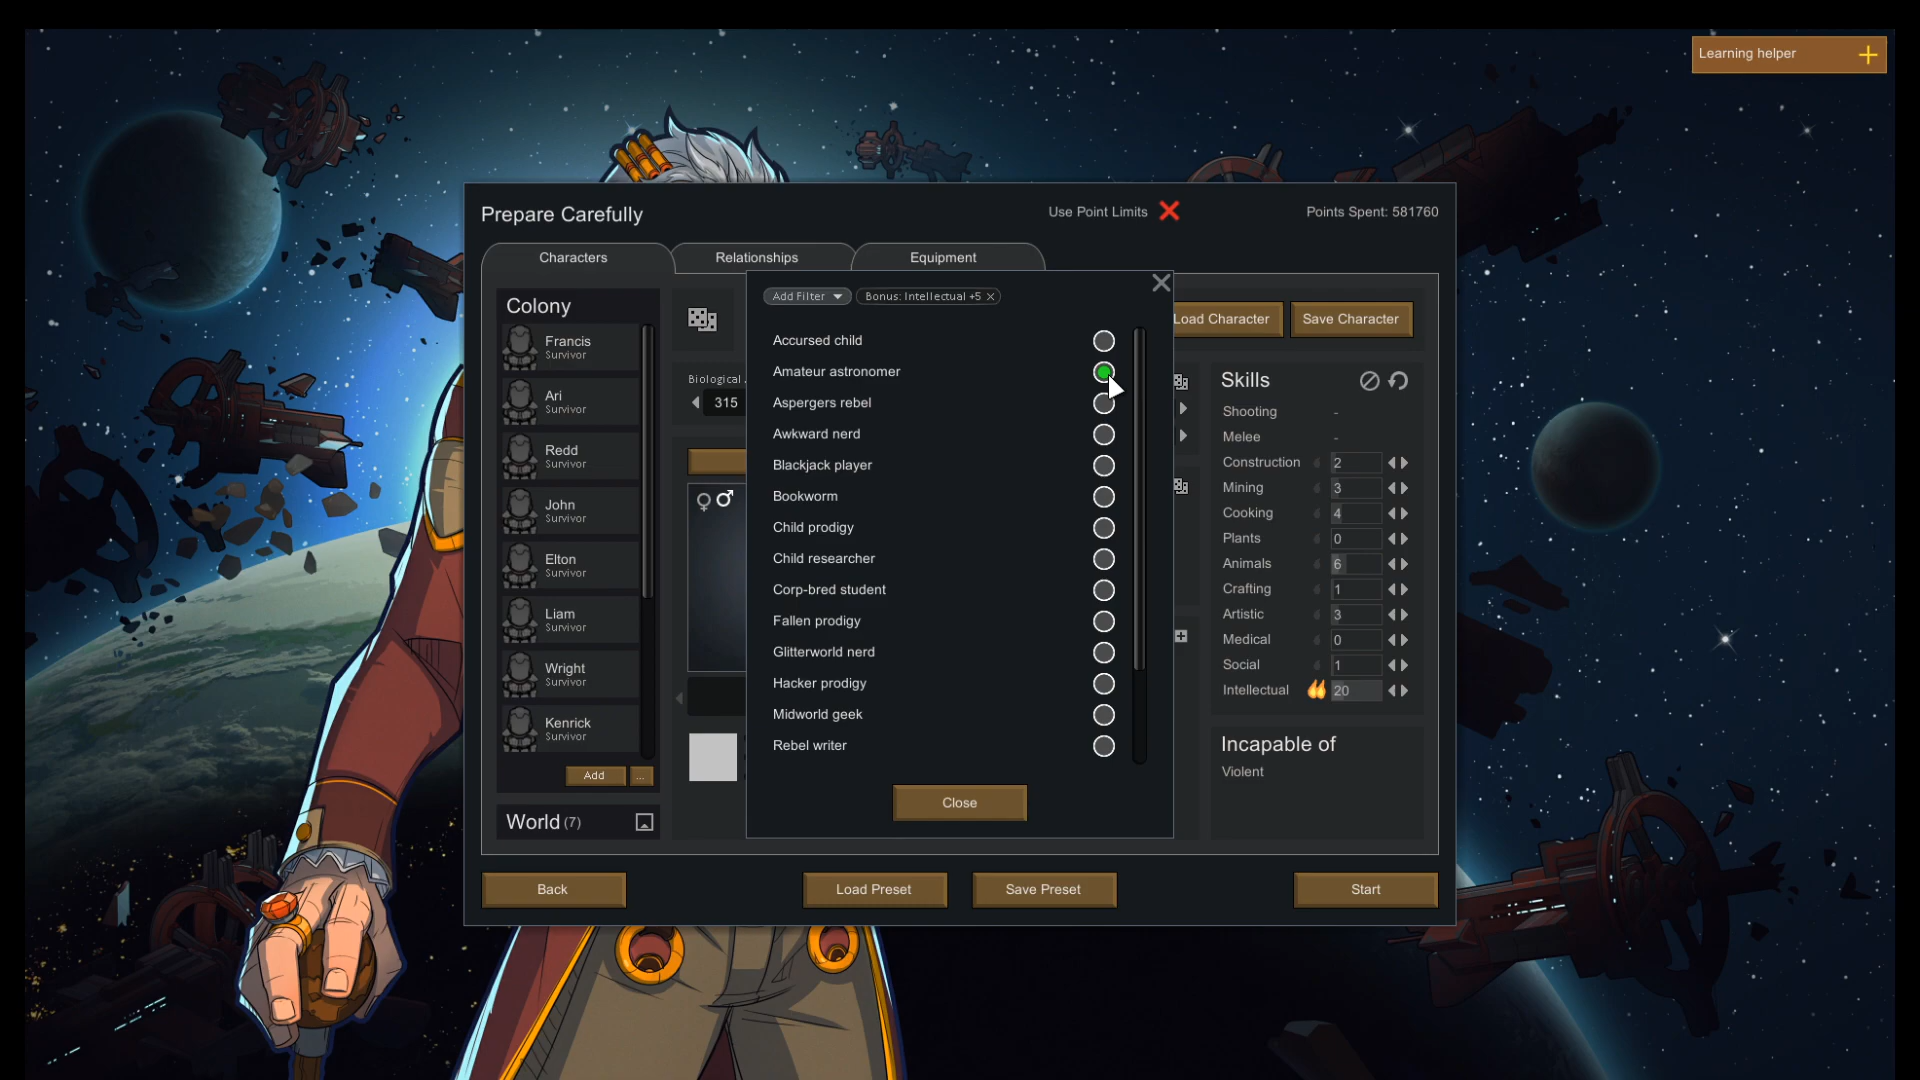 Learning helper
Prepare Carefully
Use Point Limits
Points Spent: 581760
Characters
Relationships
Equipment
Colony
Francis
Survivor
Ari
Survivor
Redd
Survivor
John
Survivor
Elton
Survivor
Liam
Survivor
Wright
Survivor
Kenrick
Survivor
Add
...
World (7)
Biological
315
Add Filter
Bonus: Intellectual +5
Accursed child
Amateur astronomer
Aspergers rebel
Awkward nerd
Blackjack player
Bookworm
Child prodigy
Child researcher
Corp-bred student
Fallen prodigy
Glitterworld nerd
Hacker prodigy
Midworld geek
Rebel writer
Close
Load Character
Save Character
Skills
Shooting -
Melee -
Construction 2
Mining 3
Cooking 4
Plants 0
Animals 6
Crafting 1
Artistic 3
Medical 0
Social 1
Intellectual 20
Incapable of
Violent
Back
Load Preset
Save Preset
Start